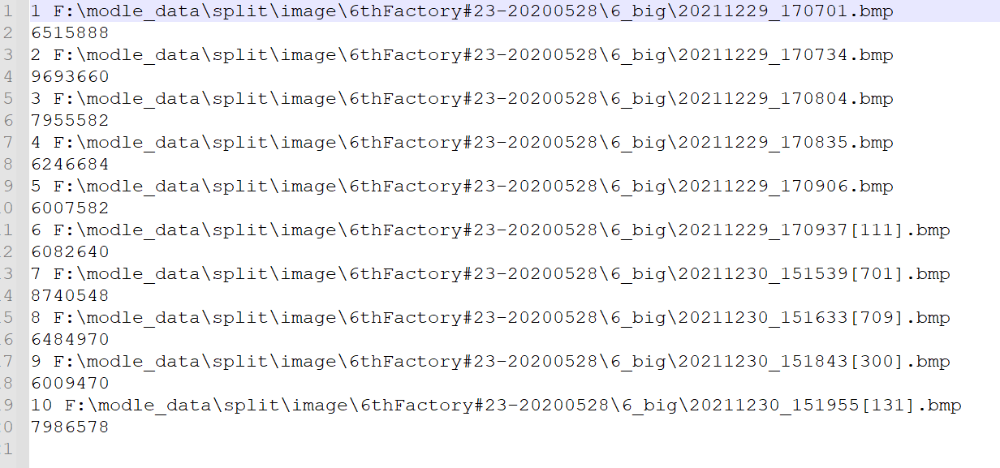 1 1 F:\modle_data\split\image\6thFactory#23-20200528\6_big\20211229_170701.bmp
2 6515888
3 2 F:\modle_data\split\image\6thFactory#23-20200528\6_big\20211229_170734.bmp
4 9693660
5 3 F:\modle_data\split\image\6thFactory#23-20200528\6_big\20211229_170804.bmp
6 7955582
7 4 F:\modle_data\split\image\6thFactory#23-20200528\6_big\20211229_170835.bmp
8 6246684
9 5 F:\modle_data\split\image\6thFactory#23-20200528\6_big\20211229_170906.bmp
0 6007582
1 6 F:\modle_data\split\image\6thFactory#23-20200528\6_big\20211229_170937[111].bmp
2 6082640
3 7 F:\modle_data\split\image\6thFactory#23-20200528\6_big\20211230_151539[701].bmp
4 8740548
5 8 F:\modle_data\split\image\6thFactory#23-20200528\6_big\20211230_151633[709].bmp
6 6484970
7 9 F:\modle_data\split\image\6thFactory#23-20200528\6_big\20211230_151843[300].bmp
8 6009470
9 10 F:\modle_data\split\image\6thFactory#23-20200528\6_big\20211230_151955[131].bmp
0 7986578
1